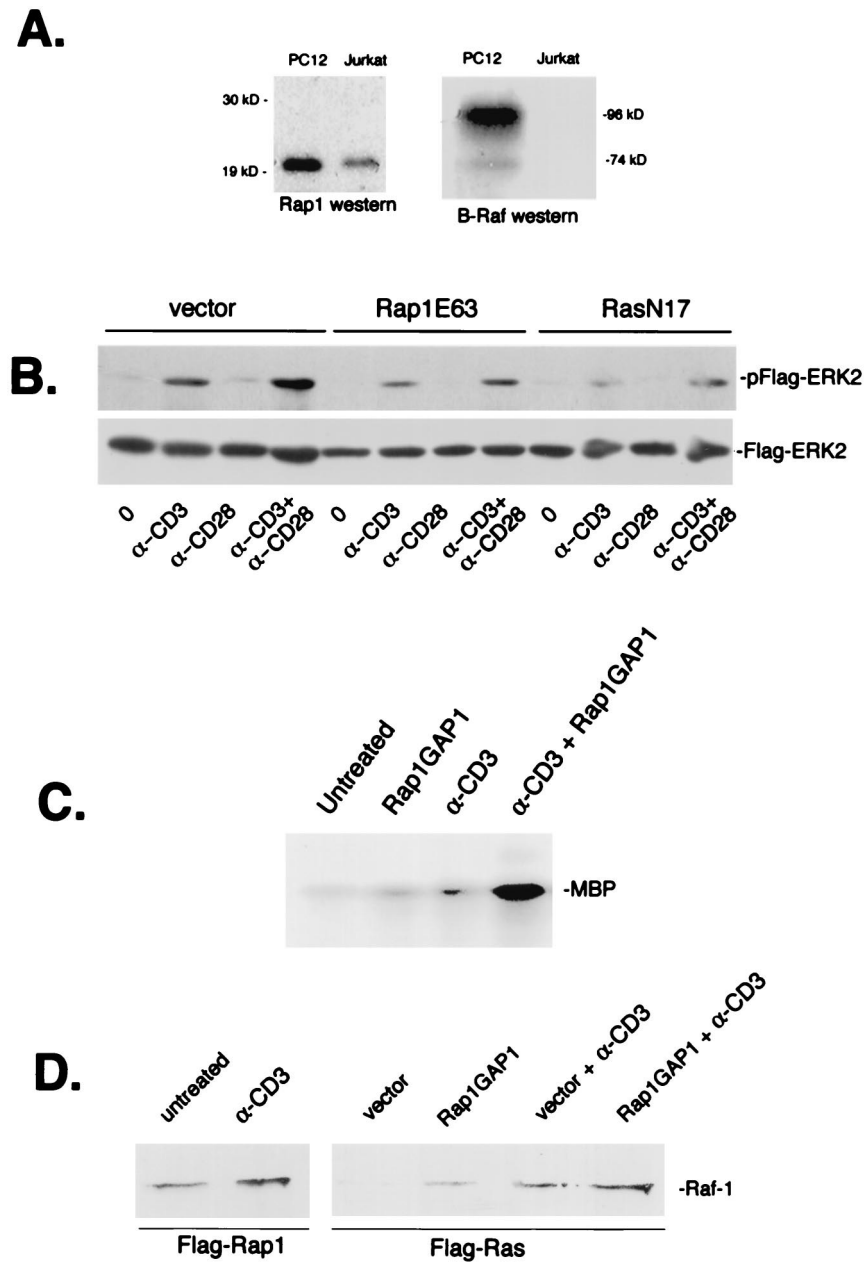 A.
PC12 Jurkat
30 kD -
19 kD -
Rap1 western
PC12 Jurkat
-96 kD
-74 kD
B-Raf western
B.
vector Rap1E63 RasN17
-pFlag-ERK2
-Flag-ERK2
0 α-CD3 α-CD28 α-CD3+ α-CD28 0 α-CD3 α-CD28 α-CD3+ α-CD28 0 α-CD3 α-CD28 α-CD3+ α-CD28
C.
Untreated Rap1GAP1 α-CD3 α-CD3 + Rap1GAP1
-MBP
D.
untreated α-CD3 vector Rap1GAP1 vector + α-CD3 Rap1GAP1 + α-CD3
-Raf-1
Flag-Rap1 Flag-Ras